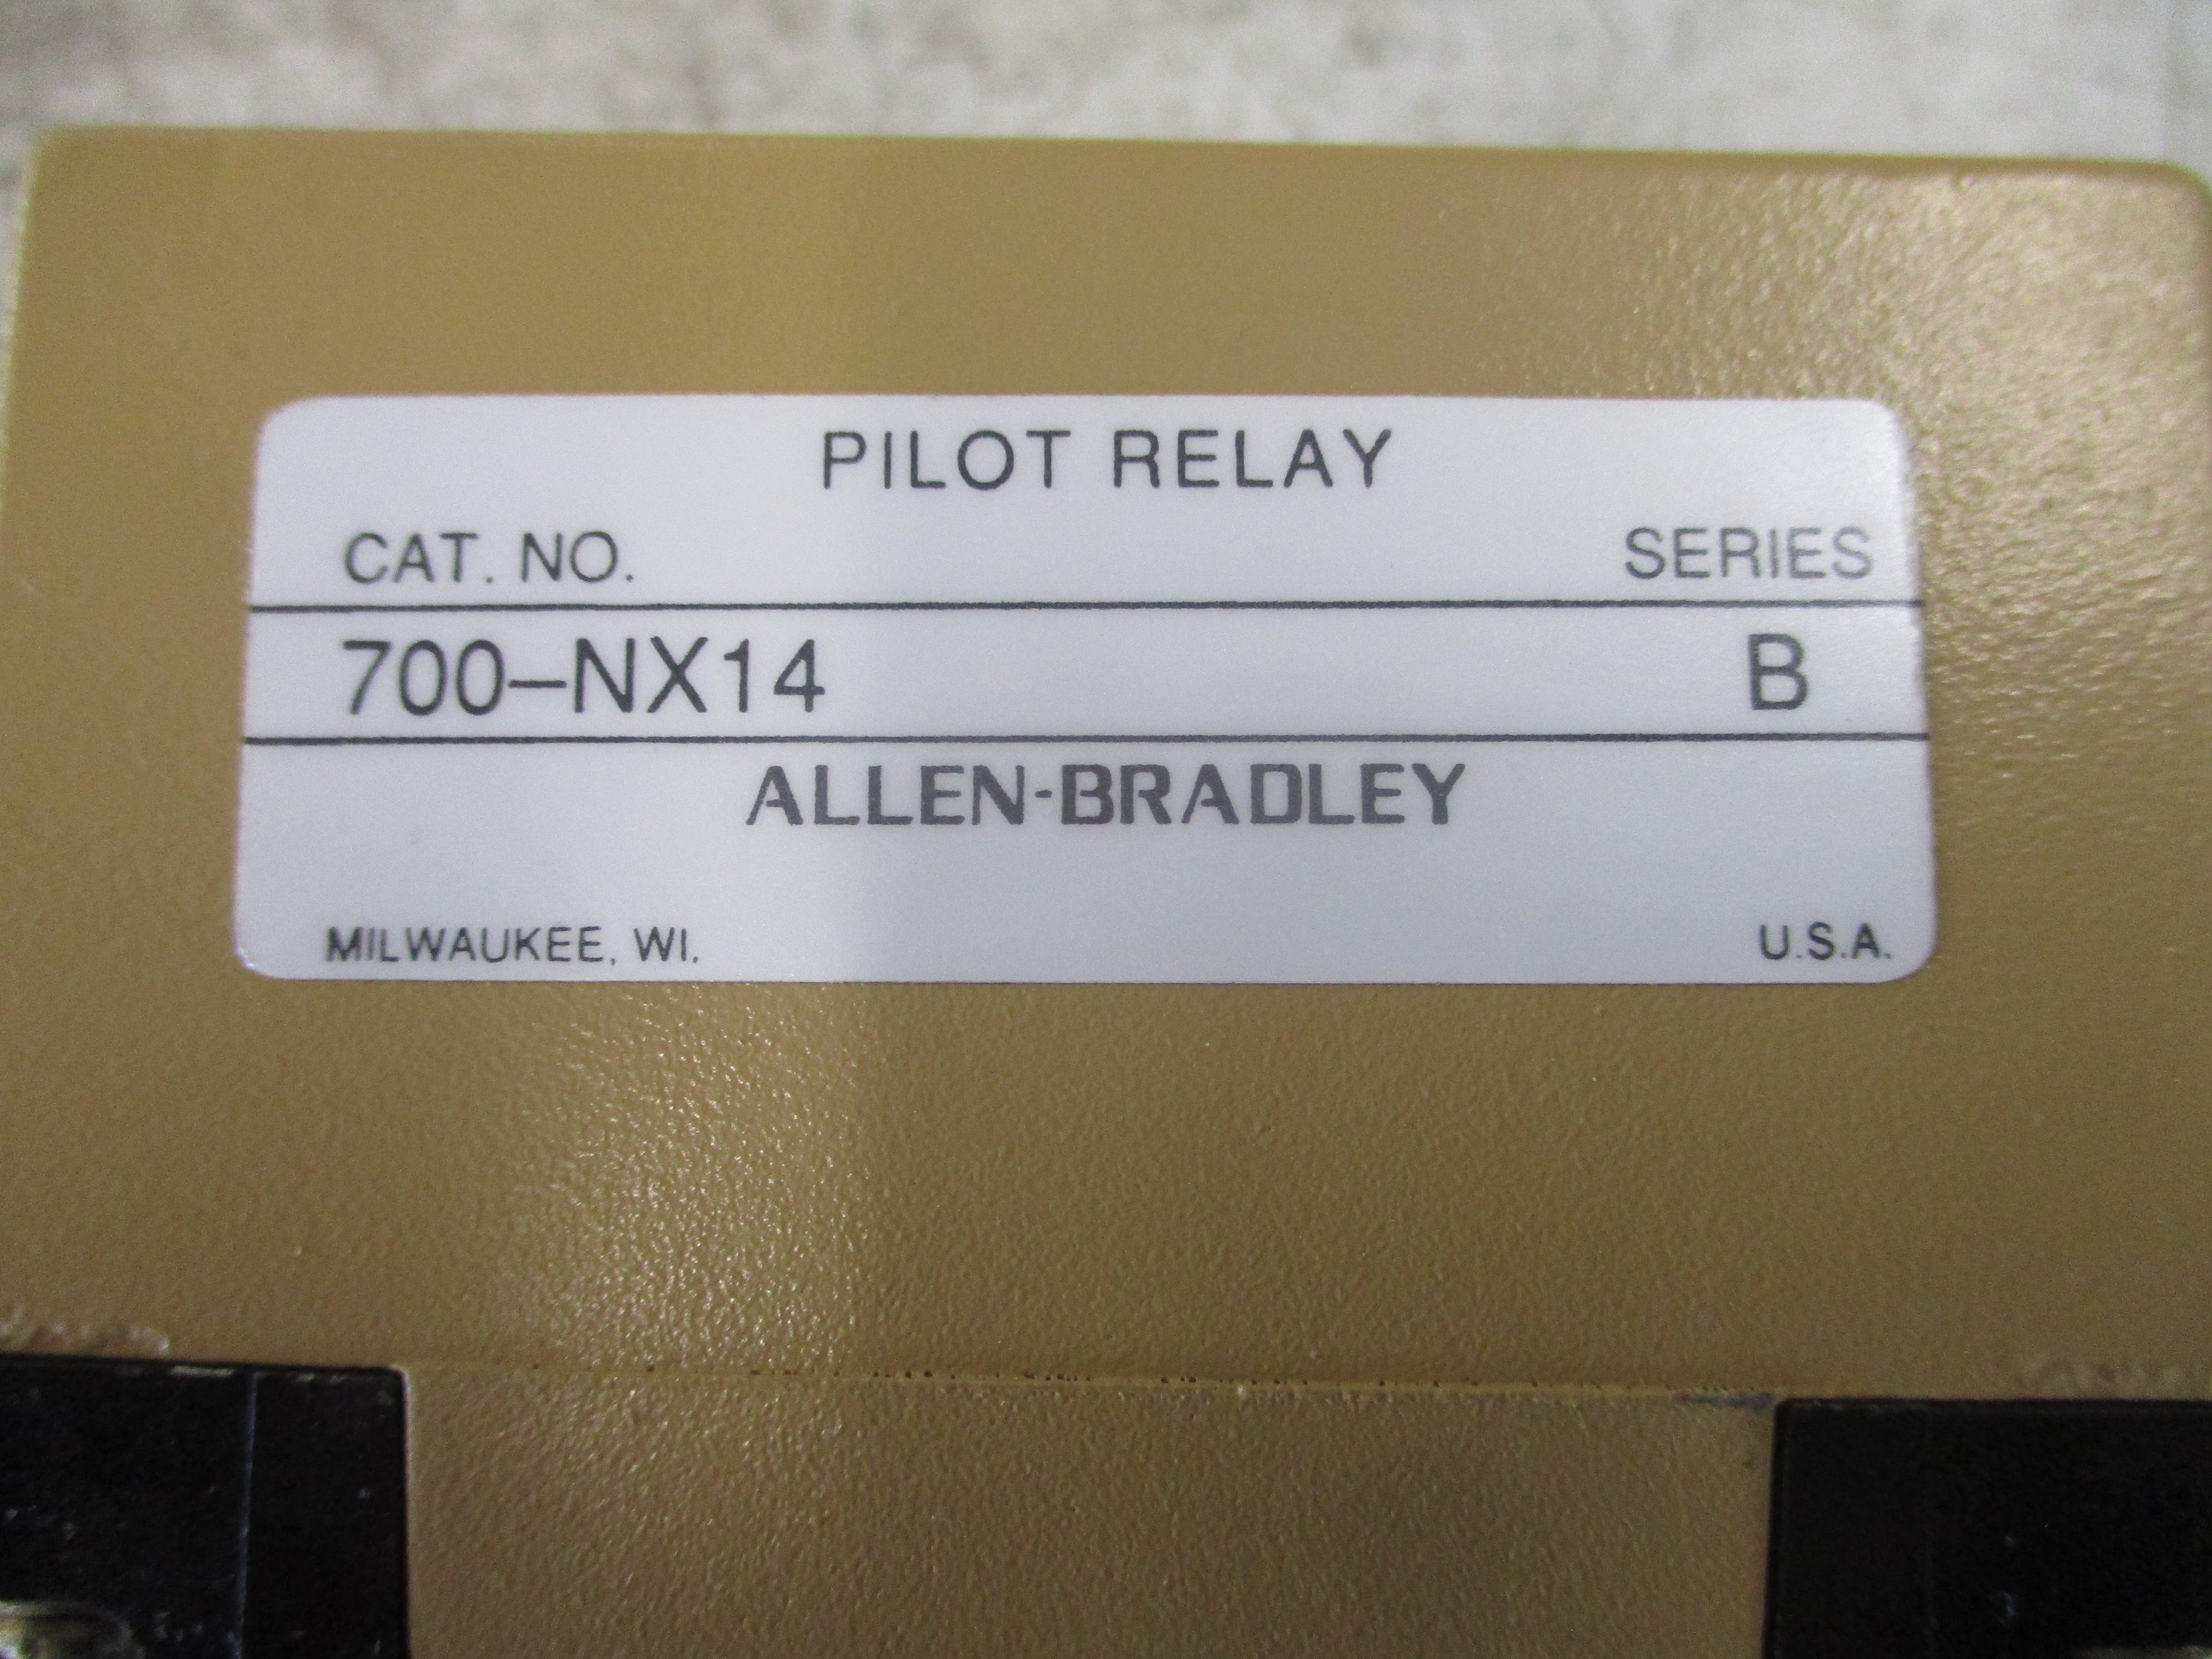 PILOT RELAY
CAT. NO. SERIES
700–NX14 B
ALLEN-BRADLEY
MILWAUKEE, WI. U.S.A.